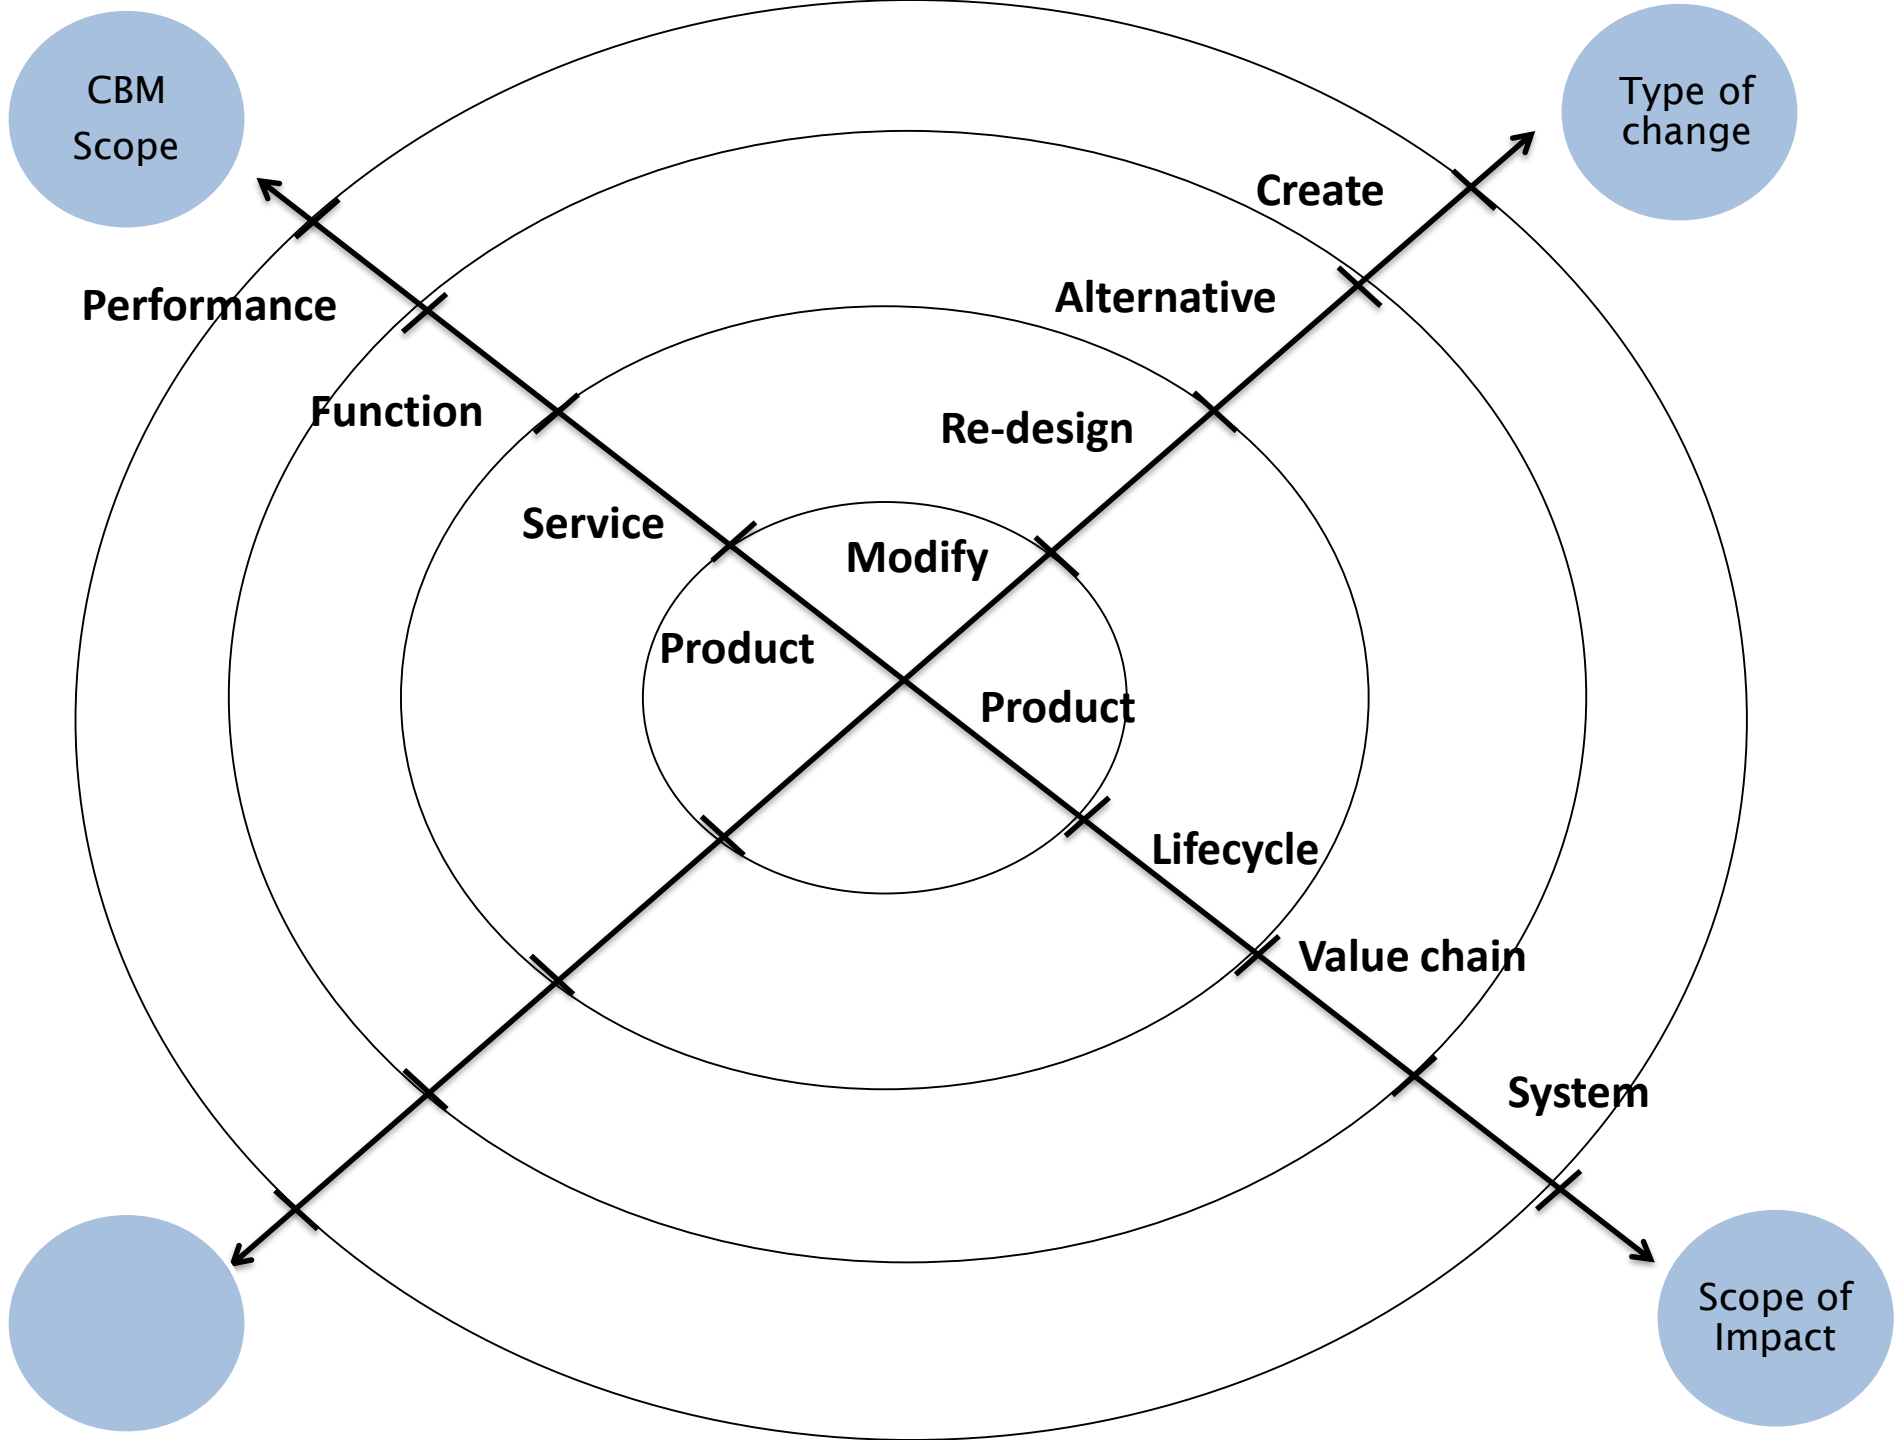 CBM
Scope
Type of
change
Create
Performance
Alternative
Function
Re-design
Service
Modify
Product
Product
Lifecycle
Value chain
System
Scope of
Impact